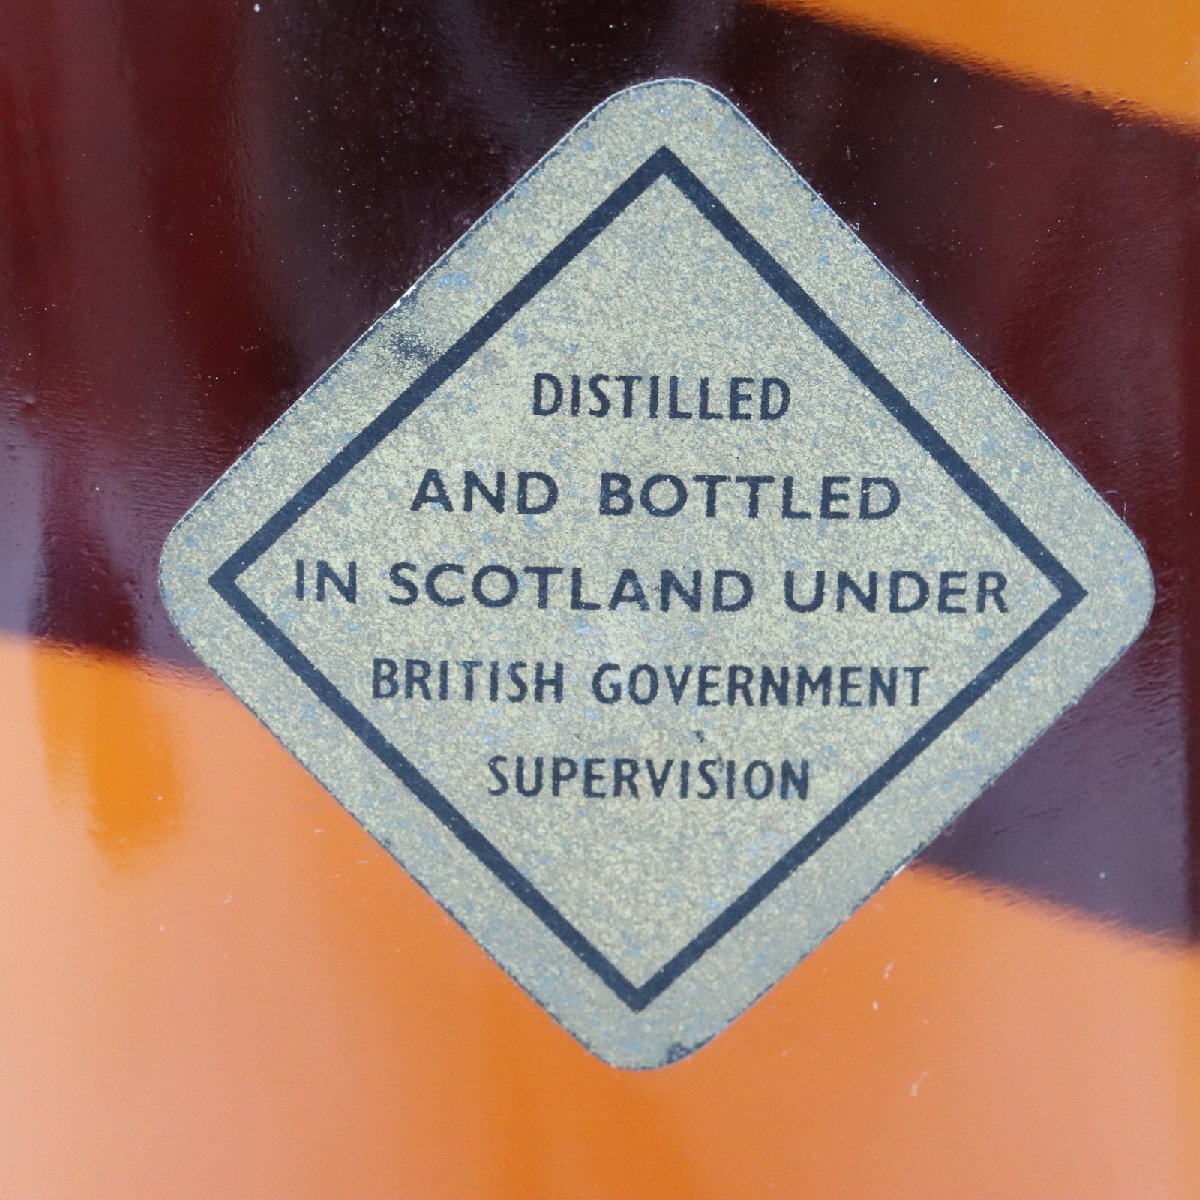 DISTILLED
AND BOTTLED
IN SCOTLAND UNDER
BRITISH GOVERNMENT
SUPERVISION